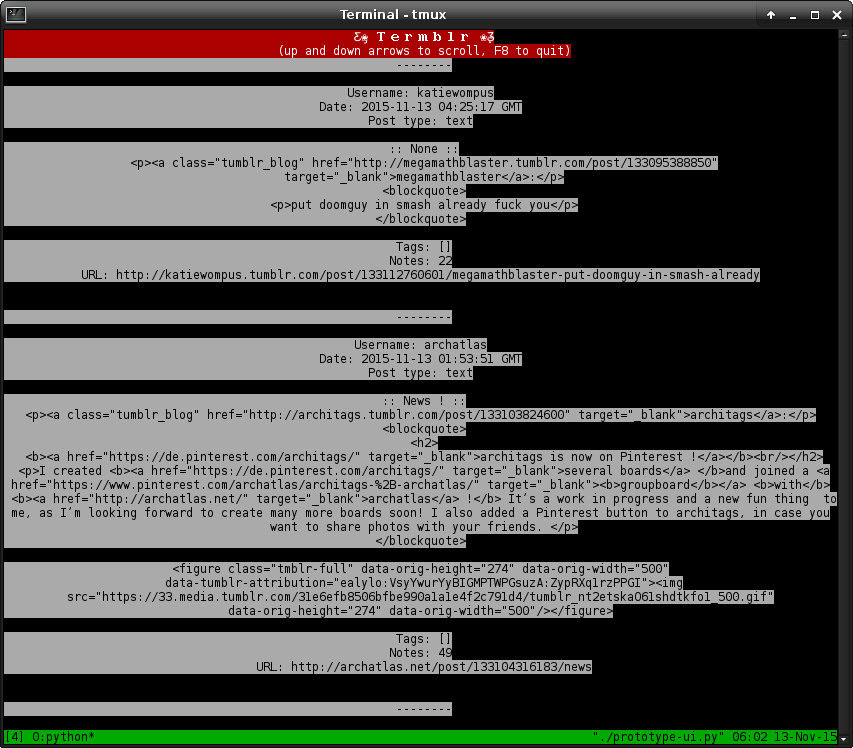 Terminal - tmux
Ƹ̵̡❀ T e r m b l r ❀Ʒ
(up and down arrows to scroll, F8 to quit)
--------
Username: katiewompus
Date: 2015-11-13 04:25:17 GMT
Post type: text
:: None ::
<p><a class="tumblr_blog" href="http://megamathblaster.tumblr.com/post/133095388850"
target="_blank">megamathblaster</a>:</p>
<blockquote>
<p>put doomguy in smash already fuck you</p>
</blockquote>
Tags: []
Notes: 22
URL: http://katiewompus.tumblr.com/post/133112760601/megamathblaster-put-doomguy-in-smash-already
--------
Username: archatlas
Date: 2015-11-13 01:53:51 GMT
Post type: text
:: News ! ::
<p><a class="tumblr_blog" href="http://architags.tumblr.com/post/133103824600" target="_blank">architags</a>:</p>
<blockquote>
<h2>
<b><a href="https://de.pinterest.com/architags/" target="_blank">architags is now on Pinterest !</a></b><br/></h2>
<p>I created <b><a href="https://de.pinterest.com/architags/" target="_blank">several boards</a> </b>and joined a <a
href="https://www.pinterest.com/archatlas/architags-%2B-archatlas/" target="_blank"><b>groupboard</b></a> <b>with</b>
<b><a href="http://archatlas.net/" target="_blank">archatlas</a> !</b> It’s a work in progress and a new fun thing  to
me, as I’m looking forward to create many more boards soon! I also added a Pinterest button to architags, in case you
want to share photos with your friends. </p>
</blockquote>
<figure class="tmblr-full" data-orig-height="274" data-orig-width="500"
data-tumblr-attribution="ealylo:VsyYwurYyBIGMPTWPGsuzA:ZypRXq1rzPPGI"><img
src="https://33.media.tumblr.com/31e6efb8506bfbe990a1a1e4f2c791d4/tumblr_nt2etskaO61shdtkfo1_500.gif"
data-orig-height="274" data-orig-width="500"/></figure>
Tags: []
Notes: 49
URL: http://archatlas.net/post/133104316183/news
--------
[4] 0:python* "./prototype-ui.py" 06:02 13-Nov-15